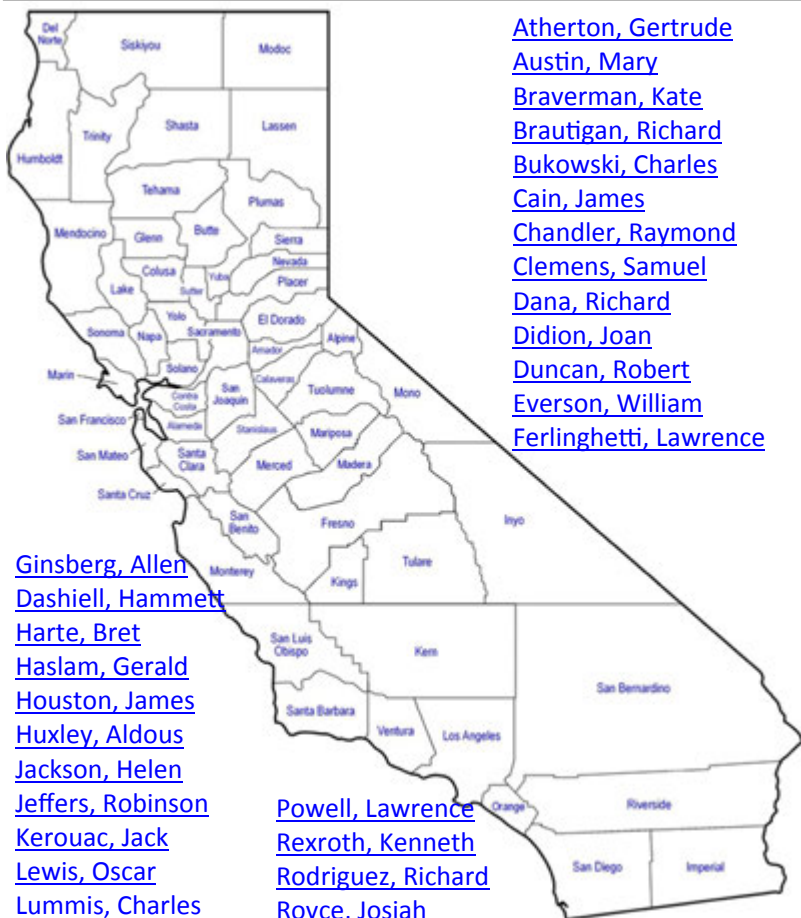 Atherton, Gertrude
Austin, Mary
Braverman, Kate
Brautigan, Richard
Bukowski, Charles
Cain, James
Chandler, Raymond
Clemens, Samuel
Dana, Richard
Didion, Joan
Duncan, Robert
Everson, William
Ferlinghetti, Lawrence
Del
Norte
Siskiyou
Modoc
Humboldt
Trinity
Shasta
Lassen
Tehama
Plumas
Mendocino
Glenn
Butte
Sierra
Nevada
Placer
Lake
Colusa
Sutter
Yuba
Sonoma
Napa
Yolo
Sacramento
El Dorado
Alpine
Amador
Solano
Calaveras
Marin
Contra
Costa
San
Joaquin
Tuolumne
Mono
San Francisco
Alameda
Stanislaus
Mariposa
San Mateo
Santa
Clara
Merced
Madera
Santa Cruz
San
Benito
Fresno
Inyo
Monterey
Kings
Tulare
San Luis
Obispo
Kern
San Bernardino
Santa Barbara
Ventura
Los Angeles
Orange
Riverside
San Diego
Imperial
Ginsberg, Allen
Dashiell, Hammett
Harte, Bret
Haslam, Gerald
Houston, James
Huxley, Aldous
Jackson, Helen
Jeffers, Robinson
Kerouac, Jack
Lewis, Oscar
Lummis, Charles
Powell, Lawrence
Rexroth, Kenneth
Rodriguez, Richard
Royce, Josiah